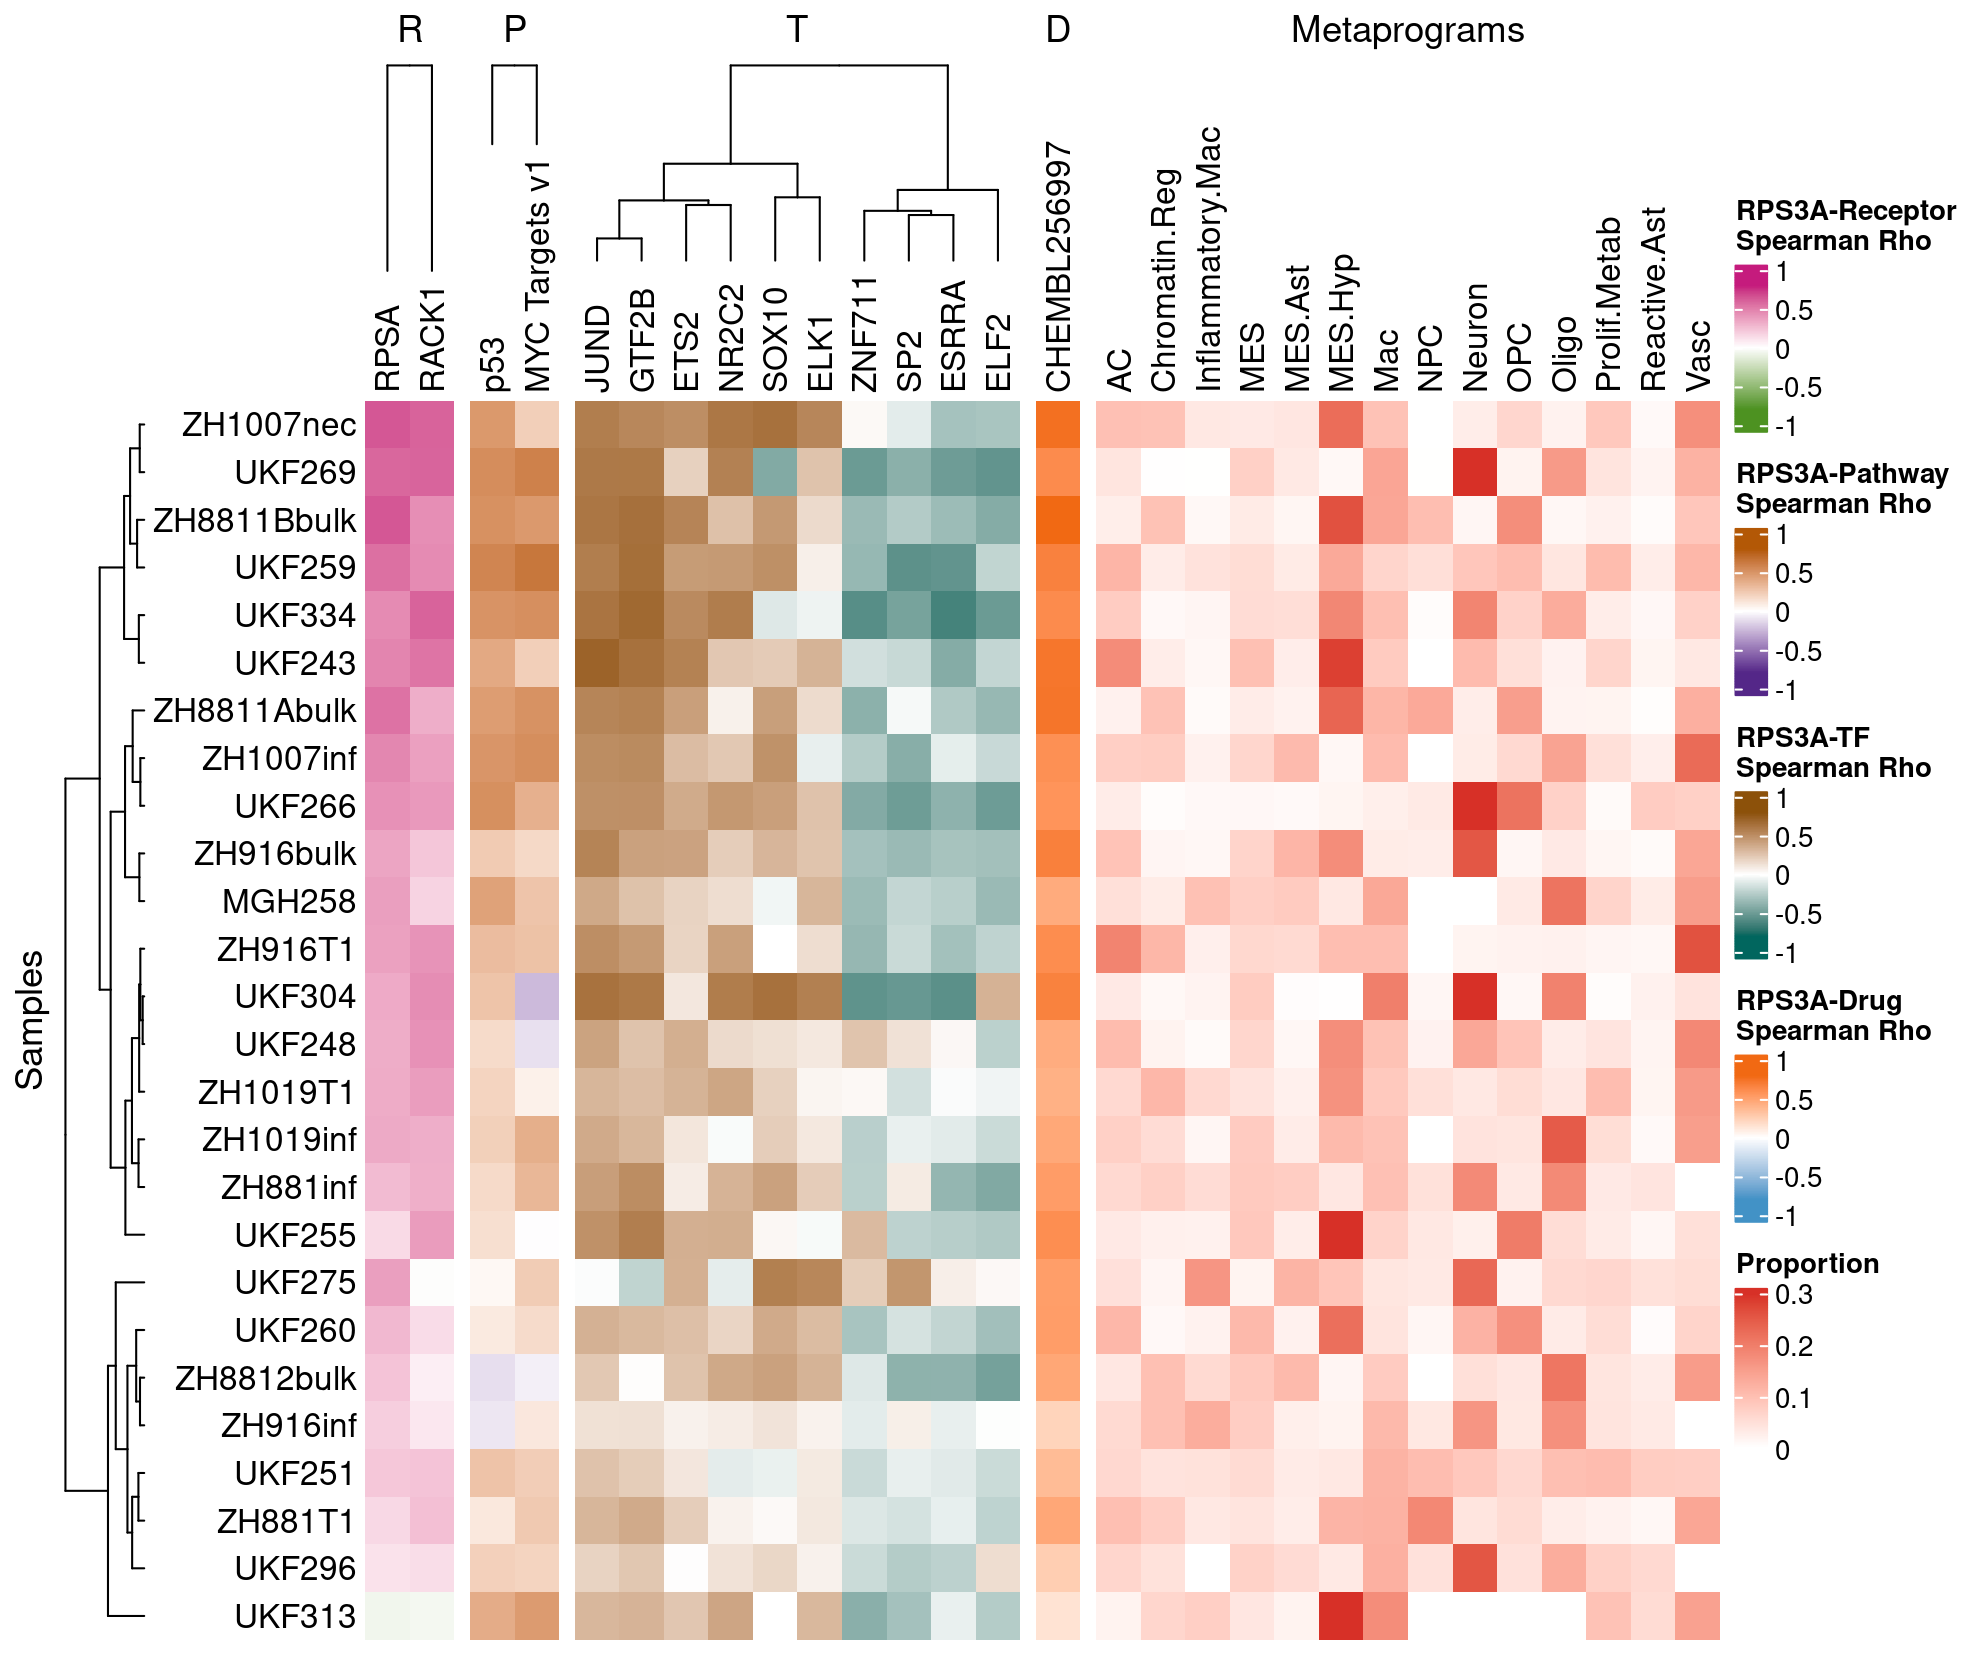 R P T D Metaprograms
RPSA
RACK1
p53
MYC Targets v1
JUND
GTF2B
ETS2
NR2C2
SOX10
ELK1
ZNF711
SP2
ESRRA
ELF2
CHEMBL256997
AC
Chromatin.Reg
Inflammatory.Mac
MES
MES.Ast
MES.Hyp
Mac
NPC
Neuron
OPC
Oligo
Prolif.Metab
Reactive.Ast
Vasc
Samples
ZH1007nec
UKF269
ZH8811Bbulk
UKF259
UKF334
UKF243
ZH8811Abulk
ZH1007inf
UKF266
ZH916bulk
MGH258
ZH916T1
UKF304
UKF248
ZH1019T1
ZH1019inf
ZH881inf
UKF255
UKF275
UKF260
ZH8812bulk
ZH916inf
UKF251
ZH881T1
UKF296
UKF313
RPS3A-Receptor
Spearman Rho
1
0.5
0
-0.5
-1
RPS3A-Pathway
Spearman Rho
1
0.5
0
-0.5
-1
RPS3A-TF
Spearman Rho
1
0.5
0
-0.5
-1
RPS3A-Drug
Spearman Rho
1
0.5
0
-0.5
-1
Proportion
0.3
0.2
0.1
0